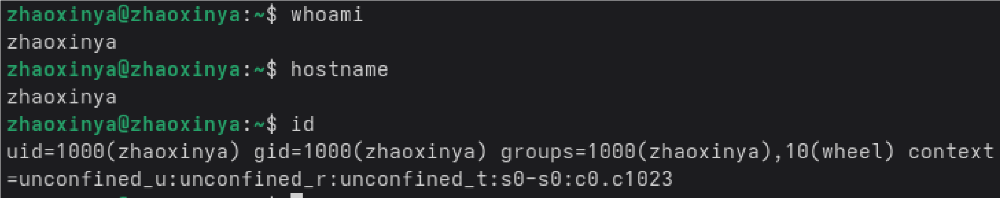 zhaoxinya@zhaoxinya:~$ whoami
zhaoxinya
zhaoxinya@zhaoxinya:~$ hostname
zhaoxinya
zhaoxinya@zhaoxinya:~$ id
uid=1000(zhaoxinya) gid=1000(zhaoxinya) groups=1000(zhaoxinya),10(wheel) context
=unconfined_u:unconfined_r:unconfined_t:s0-s0:c0.c1023